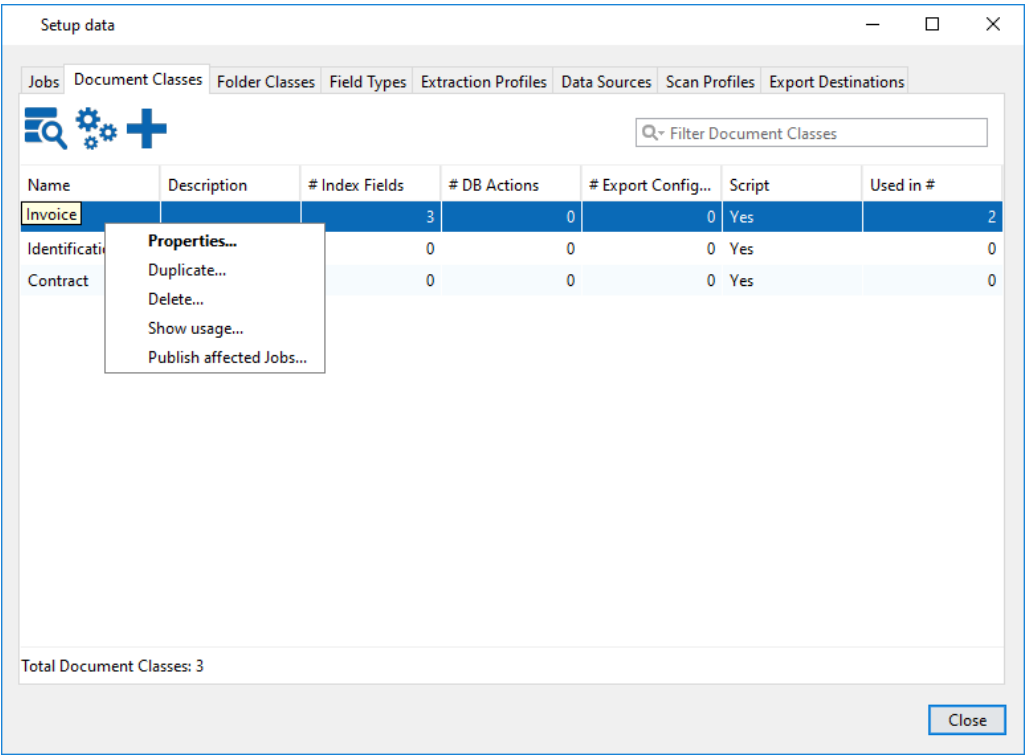 Setup data
Jobs Document Classes Folder Classes Field Types Extraction Profiles Data Sources Scan Profiles Export Destinations
Filter Document Classes
Name Description # Index Fields # DB Actions # Export Config... Script Used in #
Invoice 3 0 0 Yes 2
Properties...
Identificatio 0 0 0 Yes 0
Duplicate...
Contract 0 0 0 Yes 0
Delete...
Show usage...
Publish affected Jobs...
Total Document Classes: 3
Close